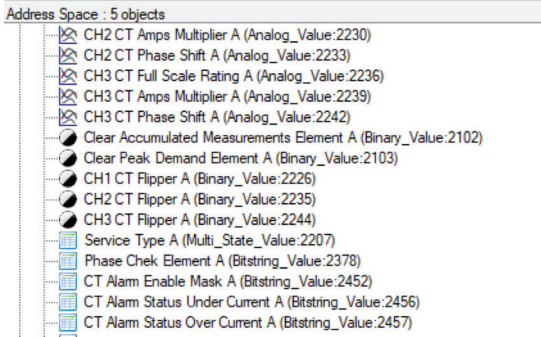 Address Space : 5 objects
CH2 CT Amps Multiplier A (Analog_Value:2230)
CH2 CT Phase Shift A (Analog_Value:2233)
CH3 CT Full Scale Rating A (Analog_Value:2236)
CH3 CT Amps Multiplier A (Analog_Value:2239)
CH3 CT Phase Shift A (Analog_Value:2242)
Clear Accumulated Measurements Element A (Binary_Value:2102)
Clear Peak Demand Element A (Binary_Value:2103)
CH1 CT Flipper A (Binary_Value:2226)
CH2 CT Flipper A (Binary_Value:2235)
CH3 CT Flipper A (Binary_Value:2244)
Service Type A (Multi_State_Value:2207)
Phase Chek Element A (Bitstring_Value:2378)
CT Alarm Enable Mask A (Bitstring_Value:2452)
CT Alarm Status Under Current A (Bitstring_Value:2456)
CT Alarm Status Over Current A (Bitstring_Value:2457)